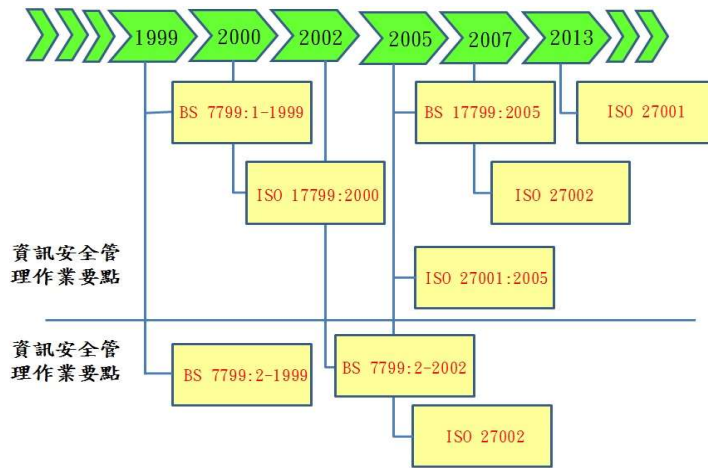 1999
2000
2002
2005
2007
2013
BS 7799:1-1999
BS 17799:2005
ISO 27001
ISO 17799:2000
ISO 27002
資訊安全管
理作業要點
ISO 27001:2005
資訊安全管
理作業要點
BS 7799:2-1999
BS 7799:2-2002
ISO 27002